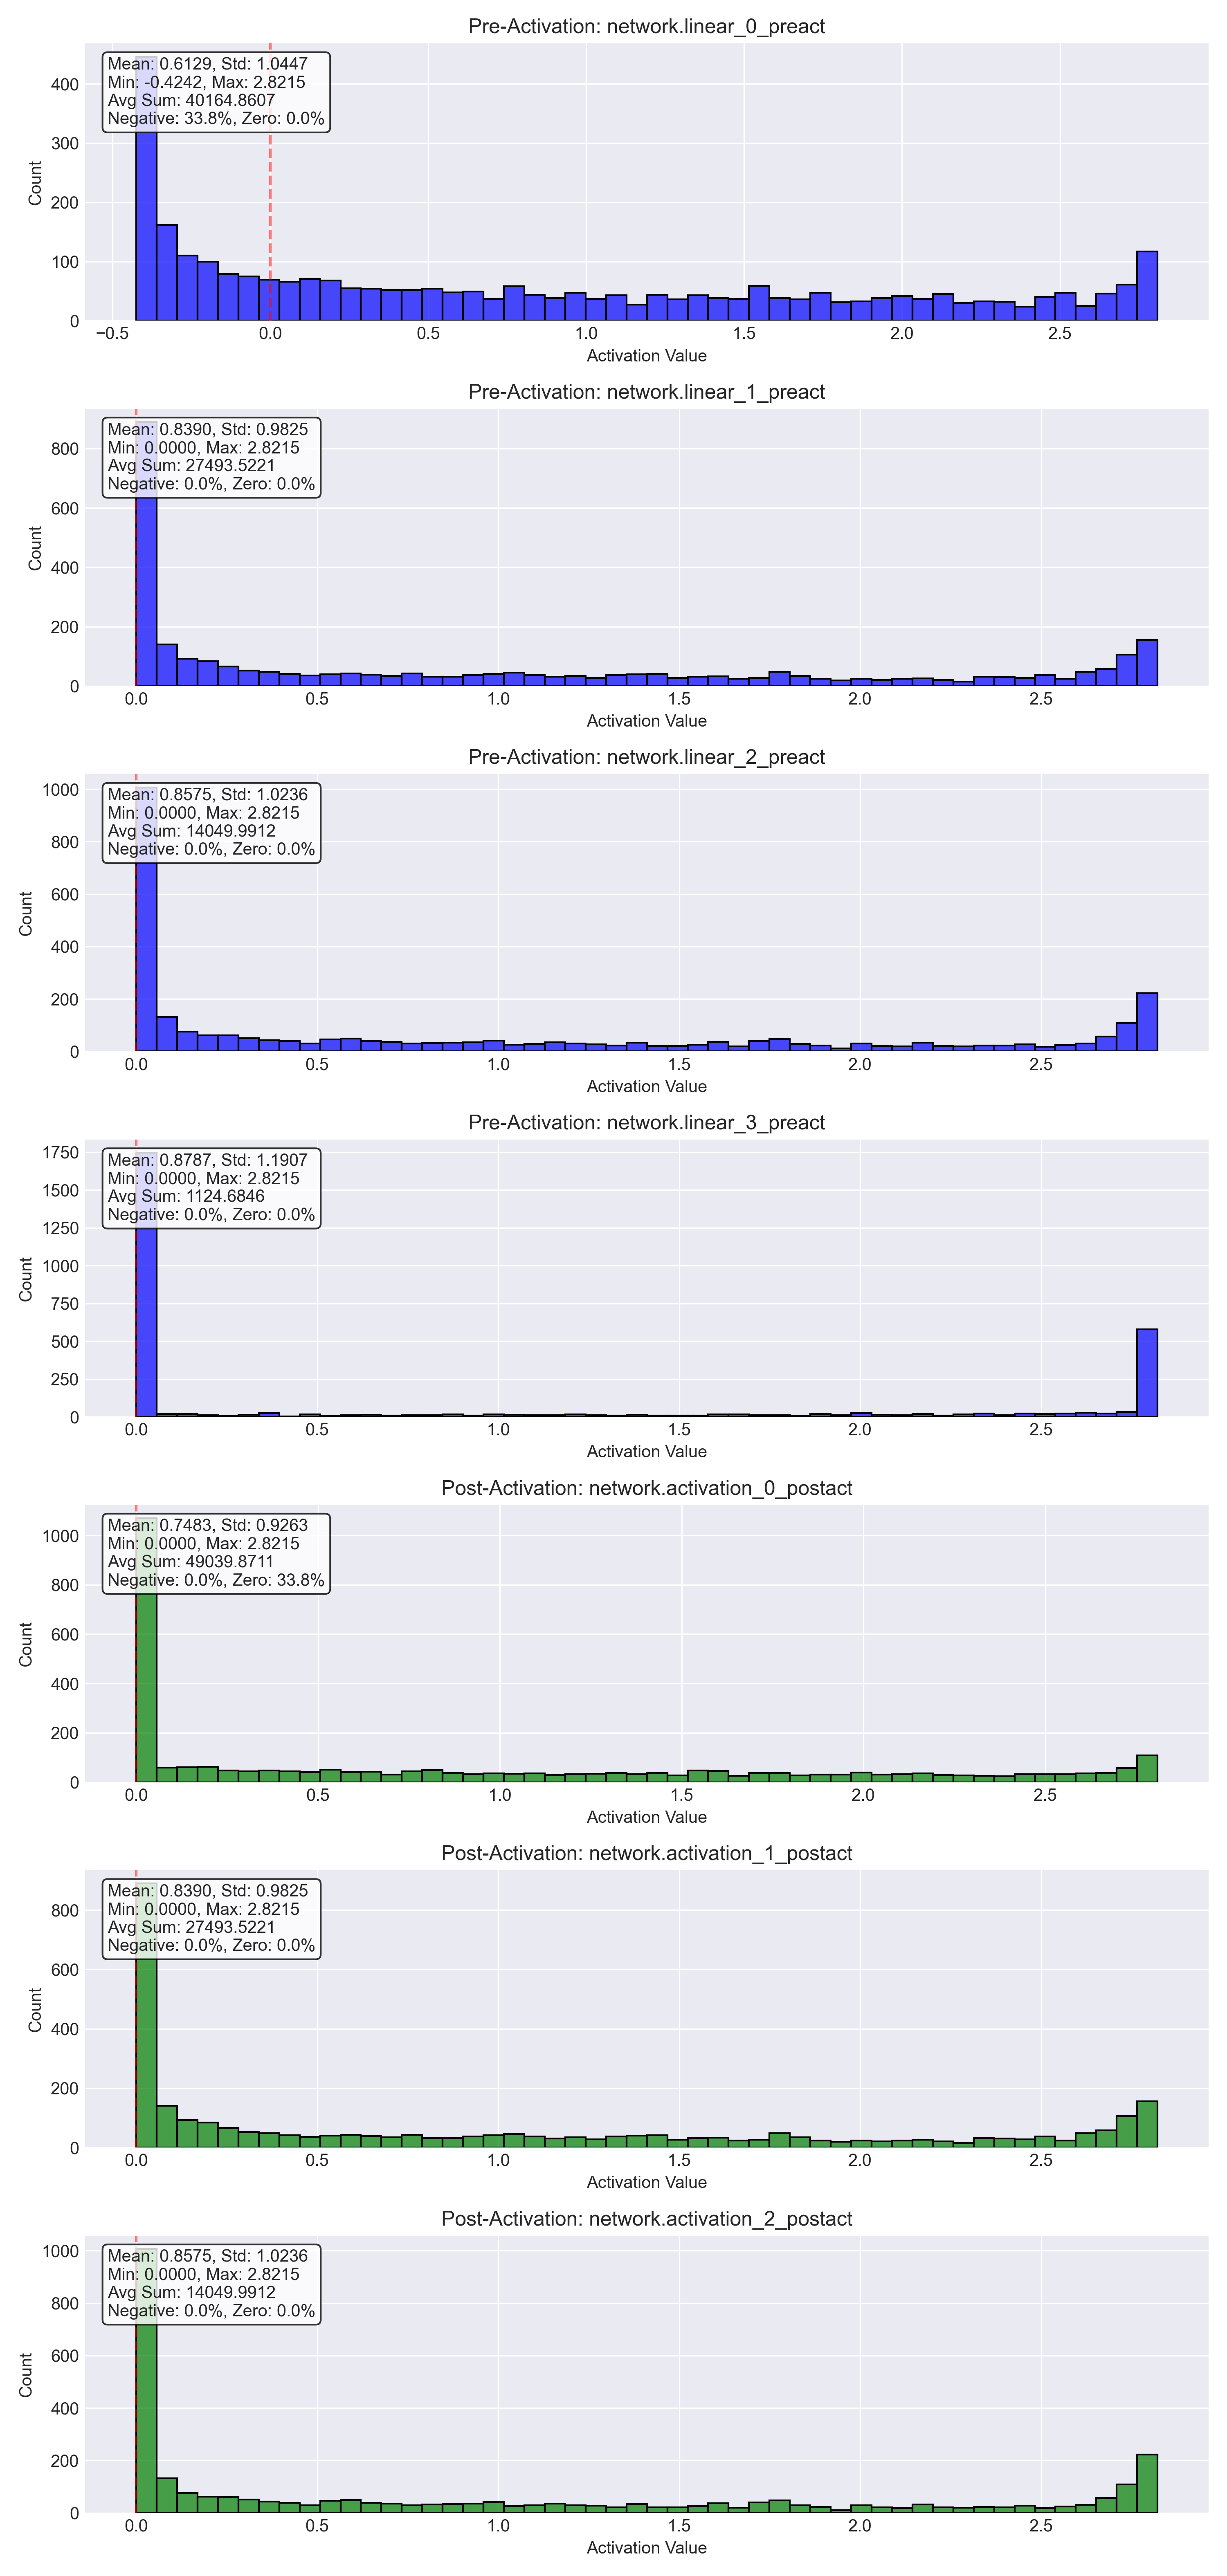 Pre-Activation: network.linear_0_preact
Mean: 0.6129, Std: 1.0447
Min: -0.4242, Max: 2.8215
Avg Sum: 40164.8607
Negative: 33.8%, Zero: 0.0%
400
300
200
100
0
Count
−0.5 0.0 0.5 1.0 1.5 2.0 2.5
Activation Value
Pre-Activation: network.linear_1_preact
Mean: 0.8390, Std: 0.9825
Min: 0.0000, Max: 2.8215
Avg Sum: 27493.5221
Negative: 0.0%, Zero: 0.0%
800
600
400
200
0
Count
0.0 0.5 1.0 1.5 2.0 2.5
Activation Value
Pre-Activation: network.linear_2_preact
Mean: 0.8575, Std: 1.0236
Min: 0.0000, Max: 2.8215
Avg Sum: 14049.9912
Negative: 0.0%, Zero: 0.0%
1000
800
600
400
200
0
Count
0.0 0.5 1.0 1.5 2.0 2.5
Activation Value
Pre-Activation: network.linear_3_preact
Mean: 0.8787, Std: 1.1907
Min: 0.0000, Max: 2.8215
Avg Sum: 1124.6846
Negative: 0.0%, Zero: 0.0%
1750
1500
1250
1000
750
500
250
0
Count
0.0 0.5 1.0 1.5 2.0 2.5
Activation Value
Post-Activation: network.activation_0_postact
Mean: 0.7483, Std: 0.9263
Min: 0.0000, Max: 2.8215
Avg Sum: 49039.8711
Negative: 0.0%, Zero: 33.8%
1000
800
600
400
200
0
Count
0.0 0.5 1.0 1.5 2.0 2.5
Activation Value
Post-Activation: network.activation_1_postact
Mean: 0.8390, Std: 0.9825
Min: 0.0000, Max: 2.8215
Avg Sum: 27493.5221
Negative: 0.0%, Zero: 0.0%
800
600
400
200
0
Count
0.0 0.5 1.0 1.5 2.0 2.5
Activation Value
Post-Activation: network.activation_2_postact
Mean: 0.8575, Std: 1.0236
Min: 0.0000, Max: 2.8215
Avg Sum: 14049.9912
Negative: 0.0%, Zero: 0.0%
1000
800
600
400
200
0
Count
0.0 0.5 1.0 1.5 2.0 2.5
Activation Value